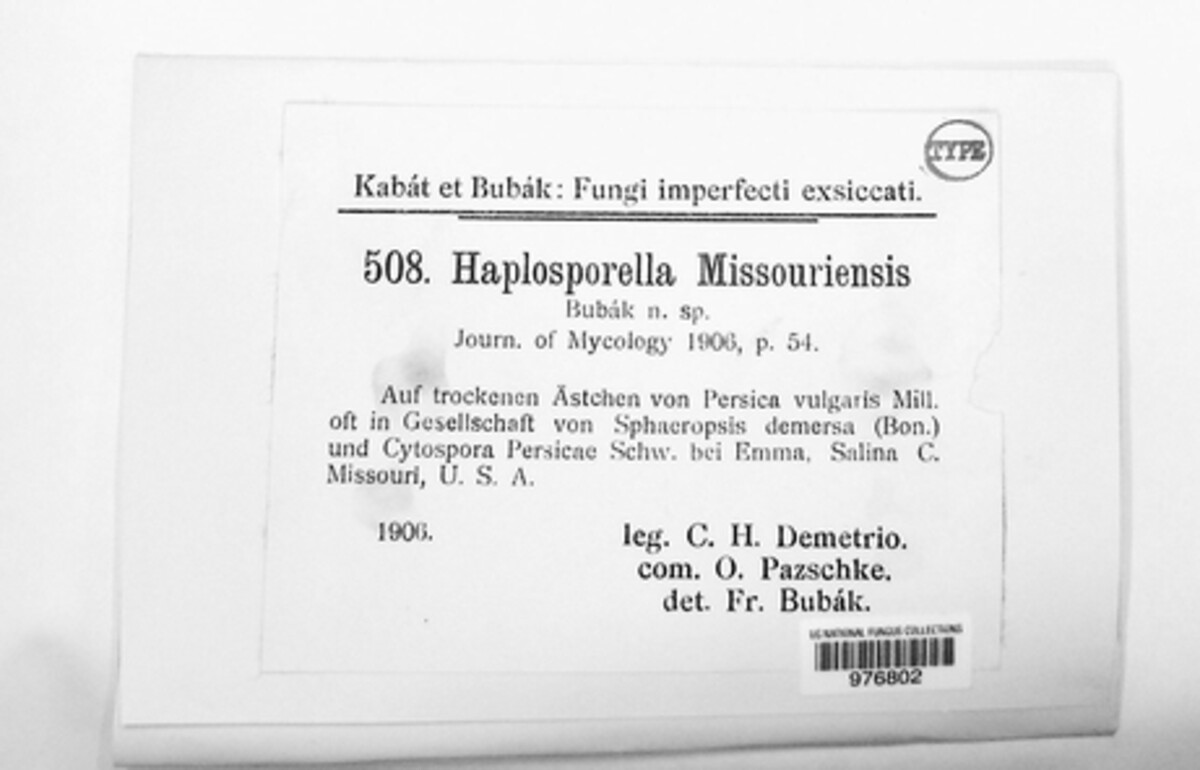 TYPE
Kabát et Bubák: Fungi imperfecti exsiccati.
508. Haplosporella Missouriensis
Bubák n. sp.
Journ. of Mycology 1906, p. 54.
Auf trockenen Ästchen von Persica vulgaris Mill.
oft in Gesellschaft von Sphaeropsis demersa (Bon.)
und Cytospora Persicae Schw. bei Emma, Salina C.
Missouri, U. S. A.
1906.
leg. C. H. Demetrio.
com. O. Pazschke.
det. Fr. Bubák.
US NATIONAL FUNGUS COLLECTIONS
976802